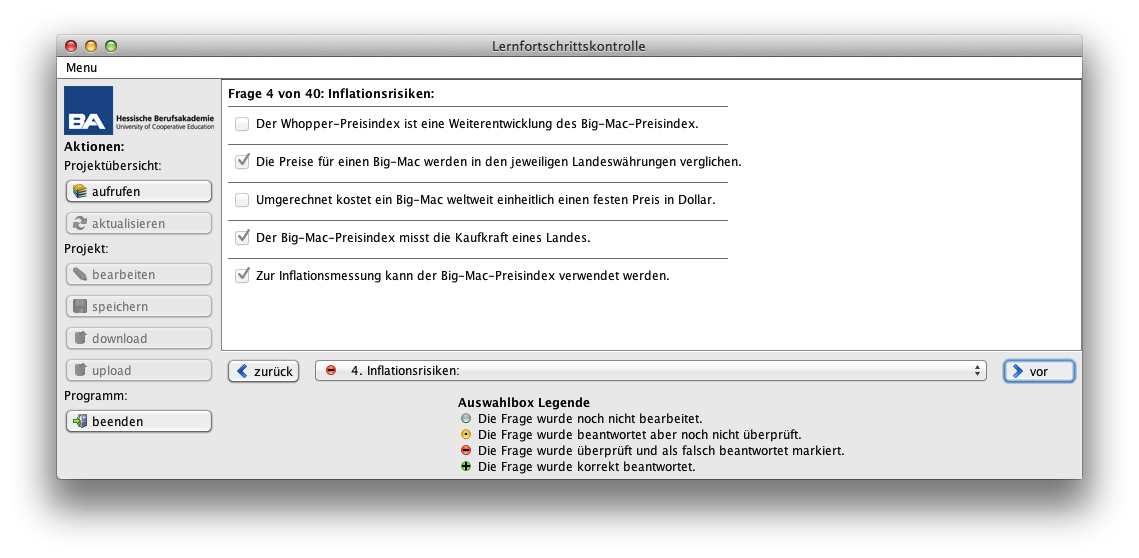 Lernfortschrittskontrolle
Menu
BA Hessische Berufsakademie
University of Cooperative Education
Aktionen:
Projektübersicht:
aufrufen
aktualisieren
Projekt:
bearbeiten
speichern
download
upload
Programm:
beenden
Frage 4 von 40: Inflationsrisiken:
Der Whopper-Preisindex ist eine Weiterentwicklung des Big-Mac-Preisindex.
Die Preise für einen Big-Mac werden in den jeweiligen Landeswährungen verglichen.
Umgerechnet kostet ein Big-Mac weltweit einheitlich einen festen Preis in Dollar.
Der Big-Mac-Preisindex misst die Kaufkraft eines Landes.
Zur Inflationsmessung kann der Big-Mac-Preisindex verwendet werden.
zurück
4. Inflationsrisiken:
vor
Auswahlbox Legende
Die Frage wurde noch nicht bearbeitet.
Die Frage wurde beantwortet aber noch nicht überprüft.
Die Frage wurde überprüft und als falsch beantwortet markiert.
Die Frage wurde korrekt beantwortet.